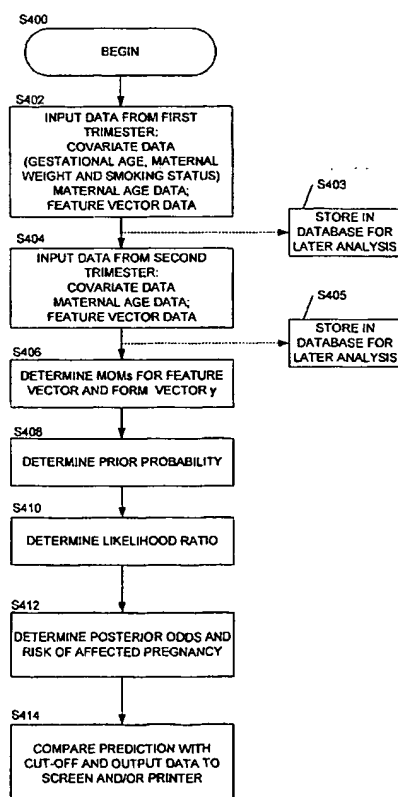 S400
BEGIN
S402
INPUT DATA FROM FIRST
TRIMESTER:
COVARIATE DATA
(GESTATIONAL AGE, MATERNAL
WEIGHT AND SMOKING STATUS)
MATERNAL AGE DATA;
FEATURE VECTOR DATA
S403
STORE IN
DATABASE FOR
LATER ANALYSIS
S404
INPUT DATA FROM SECOND
TRIMESTER:
COVARIATE DATA
MATERNAL AGE DATA;
FEATURE VECTOR DATA
S405
STORE IN
DATABASE FOR
LATER ANALYSIS
S406
DETERMINE MOMs FOR FEATURE
VECTOR AND FORM VECTOR y
S408
DETERMINE PRIOR PROBABILITY
S410
DETERMINE LIKELIHOOD RATIO
S412
DETERMINE POSTERIOR ODDS AND
RISK OF AFFECTED PREGNANCY
S414
COMPARE PREDICTION WITH
CUT-OFF AND OUTPUT DATA TO
SCREEN AND/OR PRINTER